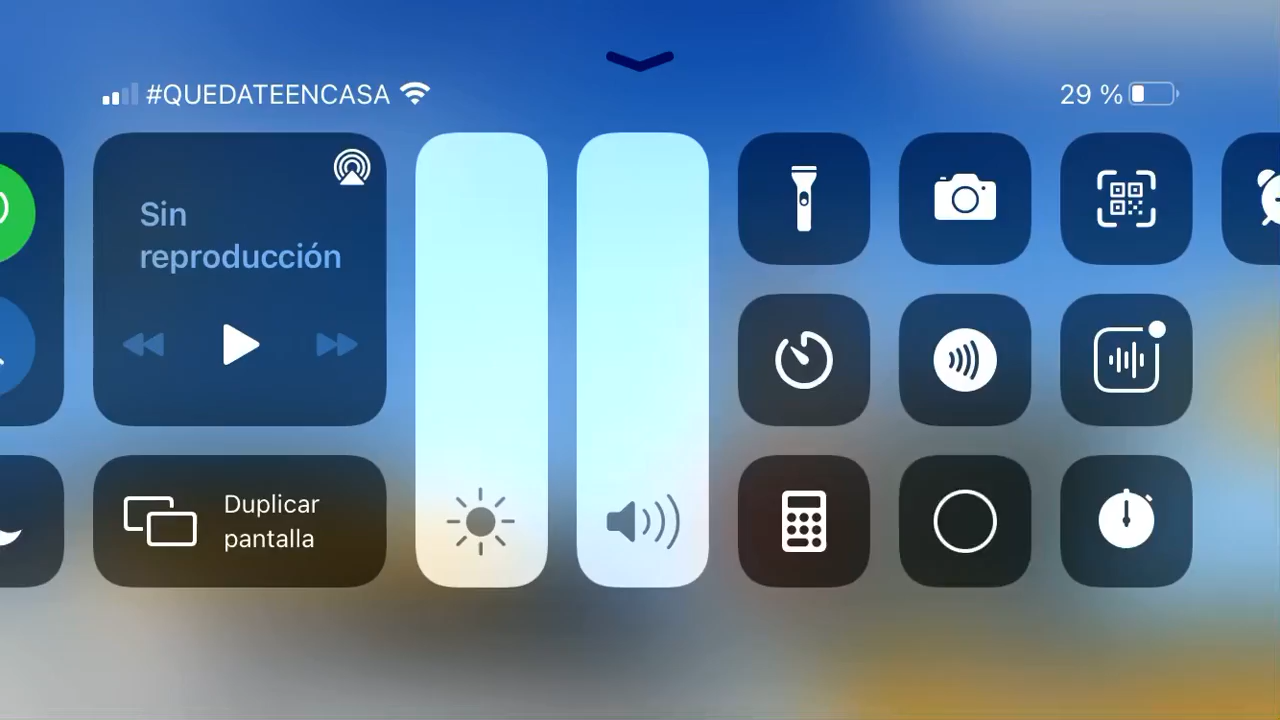 #QUEDATEENCASA
29 %
Sin
reproducción
Duplicar
pantalla